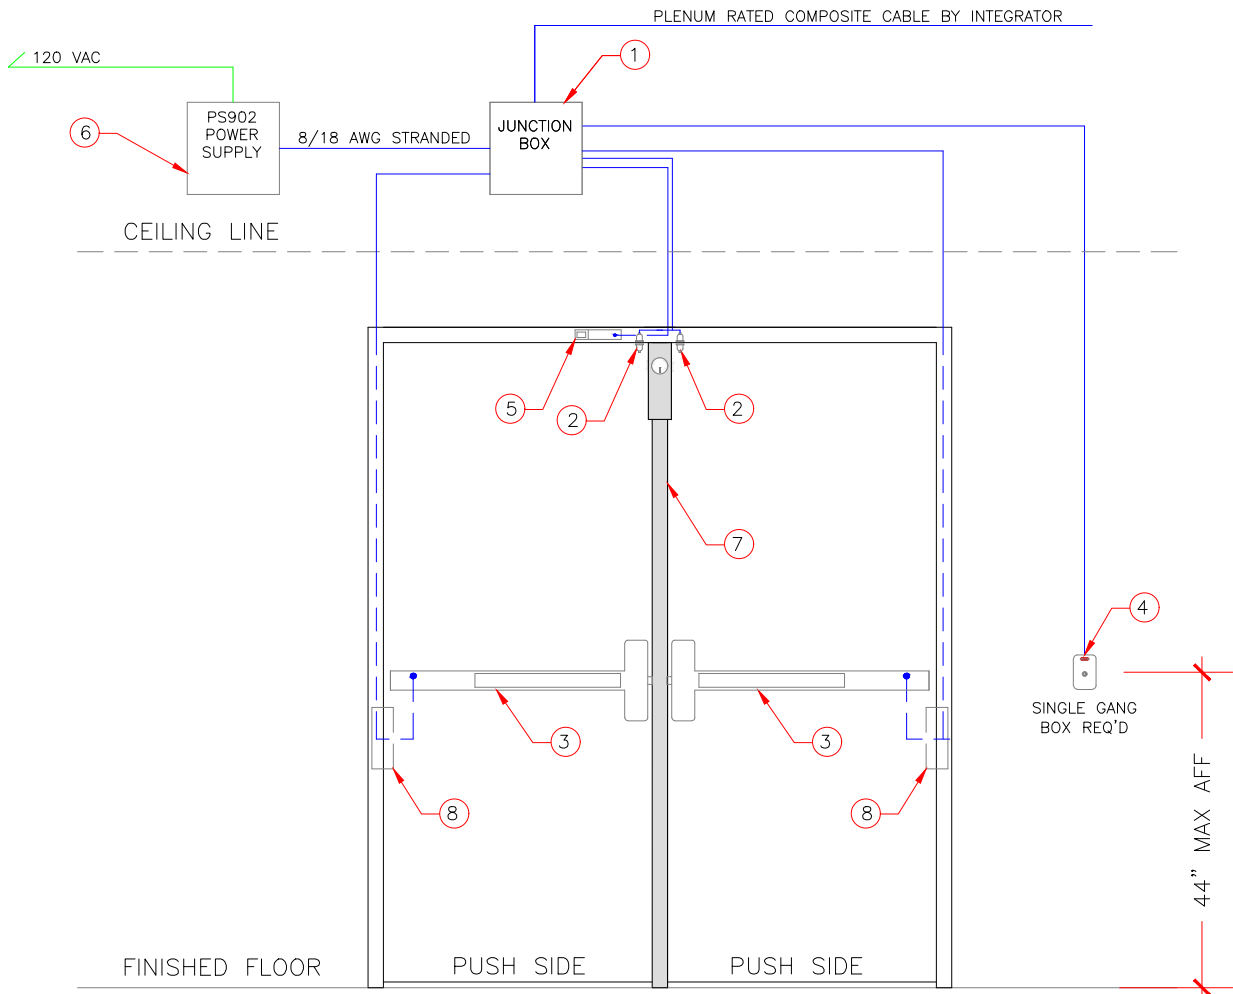 PLENUM RATED COMPOSITE CABLE BY INTEGRATOR
120 VAC
1
PS902
POWER
SUPPLY
6
8/18 AWG STRANDED
JUNCTION
BOX
CEILING LINE
5
2
2
7
4
SINGLE GANG
BOX REQ'D
3
3
8
8
44" MAX AFF
FINISHED FLOOR
PUSH SIDE
PUSH SIDE